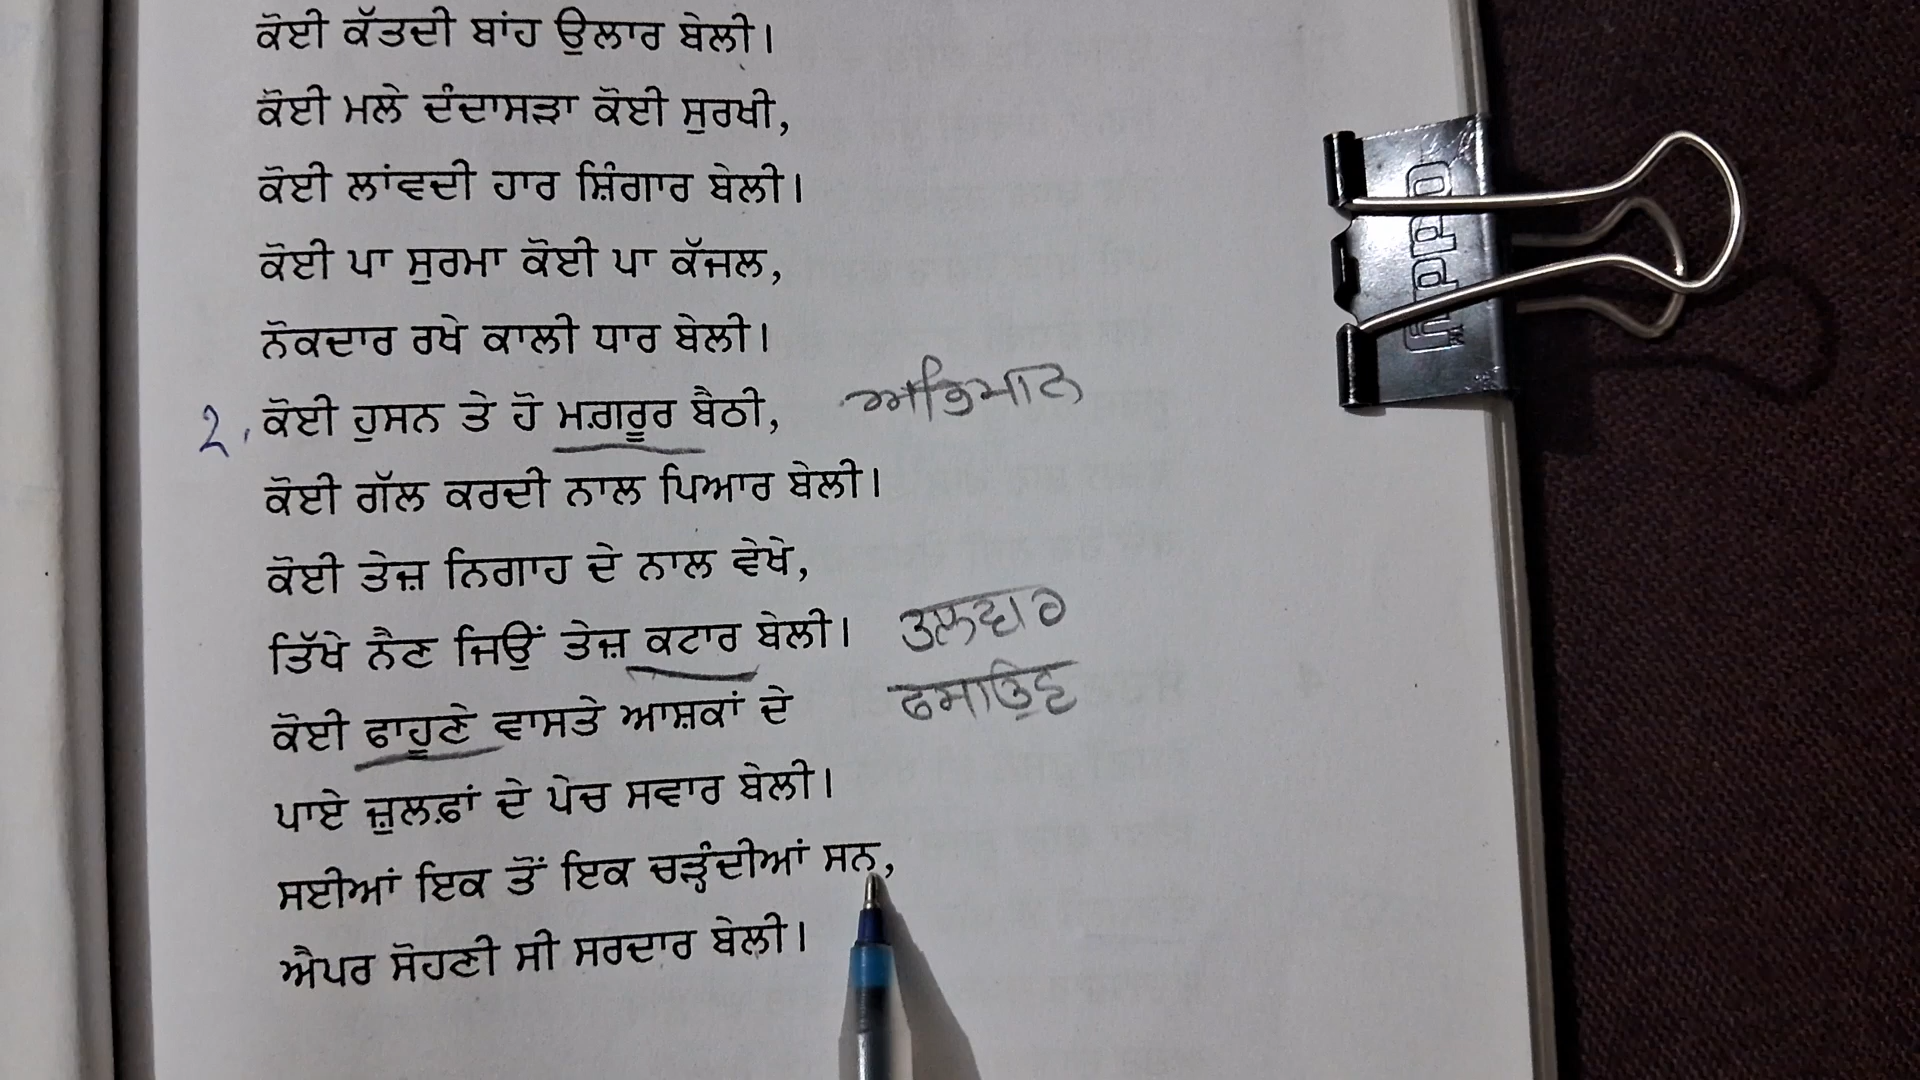 ਕੋਈ ਕੱਤਦੀ ਬਾਂਹ ਉਲਾਰ ਬੇਲੀ।
ਕੋਈ ਮਲੇ ਦੰਦਾਸੜਾ ਕੋਈ ਸੁਰਖੀ,
ਕੋਈ ਲਾਂਵਦੀ ਹਾਰ ਸ਼ਿੰਗਾਰ ਬੇਲੀ।
ਕੋਈ ਪਾ ਸੁਰਮਾ ਕੋਈ ਪਾ ਕੱਜਲ,
ਨੋਕਦਾਰ ਰਖੇ ਕਾਲੀ ਧਾਰ ਬੇਲੀ।
2. ਕੋਈ ਹੁਸਨ ਤੇ ਹੋ ਮਗ਼ਰੂਰ ਬੈਠੀ, ਅਭਿਮਾਨ
ਕੋਈ ਗੱਲ ਕਰਦੀ ਨਾਲ ਪਿਆਰ ਬੇਲੀ।
ਕੋਈ ਤੇਜ਼ ਨਿਗਾਹ ਦੇ ਨਾਲ ਵੇਖੇ,
ਤਿੱਖੇ ਨੈਣ ਜਿਉਂ ਤੇਜ਼ ਕਟਾਰ ਬੇਲੀ। ਤਲਵਾਰ
ਕੋਈ ਫਾਹੁਣੇ ਵਾਸਤੇ ਆਸ਼ਕਾਂ ਦੇ ਫਸਾਉਣ
ਪਾਏ ਜ਼ੁਲਫ਼ਾਂ ਦੇ ਪੇਚ ਸਵਾਰ ਬੇਲੀ।
ਸਈਆਂ ਇਕ ਤੋਂ ਇਕ ਚੜ੍ਹੰਦੀਆਂ ਸਨ,
ਐਪਰ ਸੋਹਣੀ ਸੀ ਸਰਦਾਰ ਬੇਲੀ।
oddy